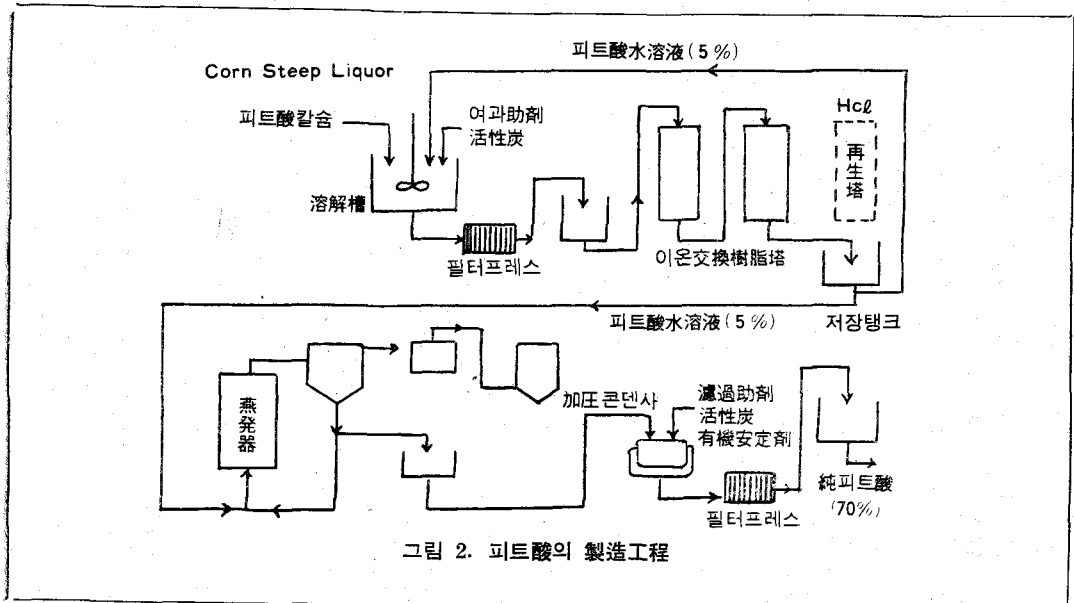 피트酸水溶液(5%)
Corn Steep Liquor
피트酸칼슘
여과助剤
活性炭
Hcℓ
再生塔
溶解槽
필터프레스
이온交換樹脂塔
피트酸水溶液(5%)
저장탱크
燕発器
加圧콘덴사
濾過助剤
活性炭
有機安定剤
필터프레스
純피트酸
(70%)
그림 2. 피트酸의 製造工程